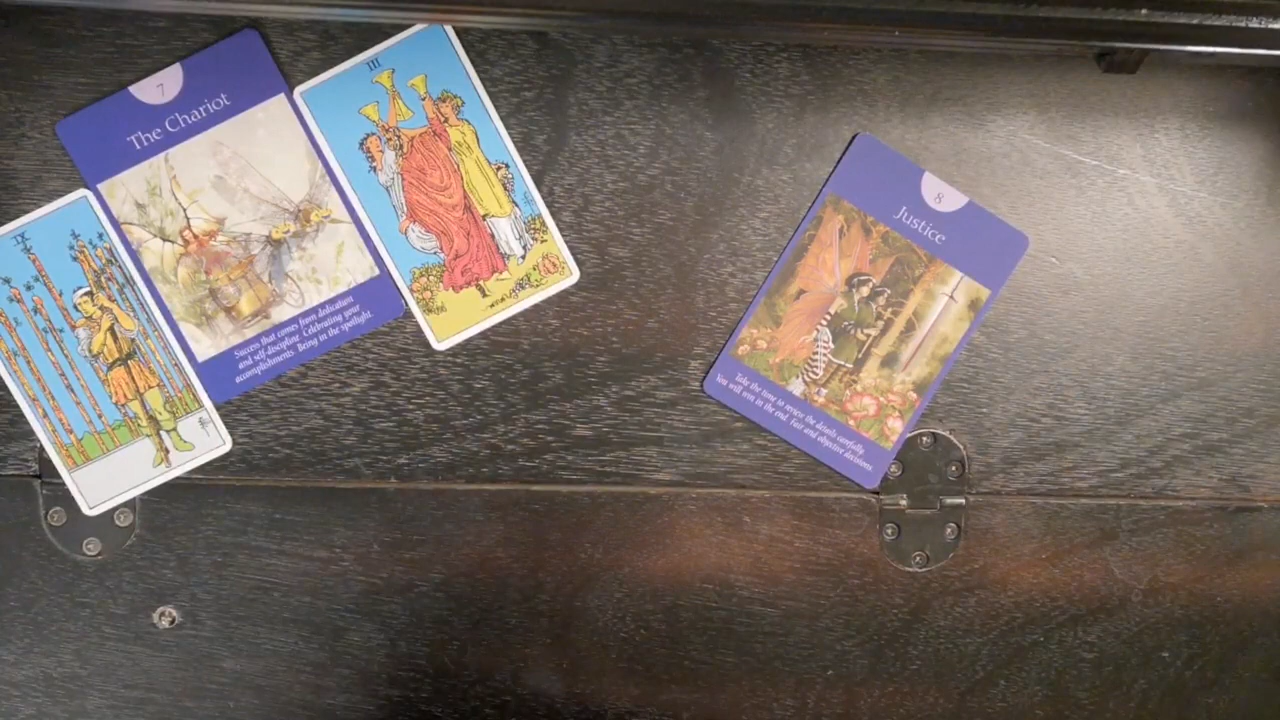 7
The Chariot
Success that comes from dedication
and self-discipline. Celebrating your
accomplishments. Being in the spotlight.
III
8
Justice
Take the time to review the details carefully.
You will win in the end. Fair and objective decisions.